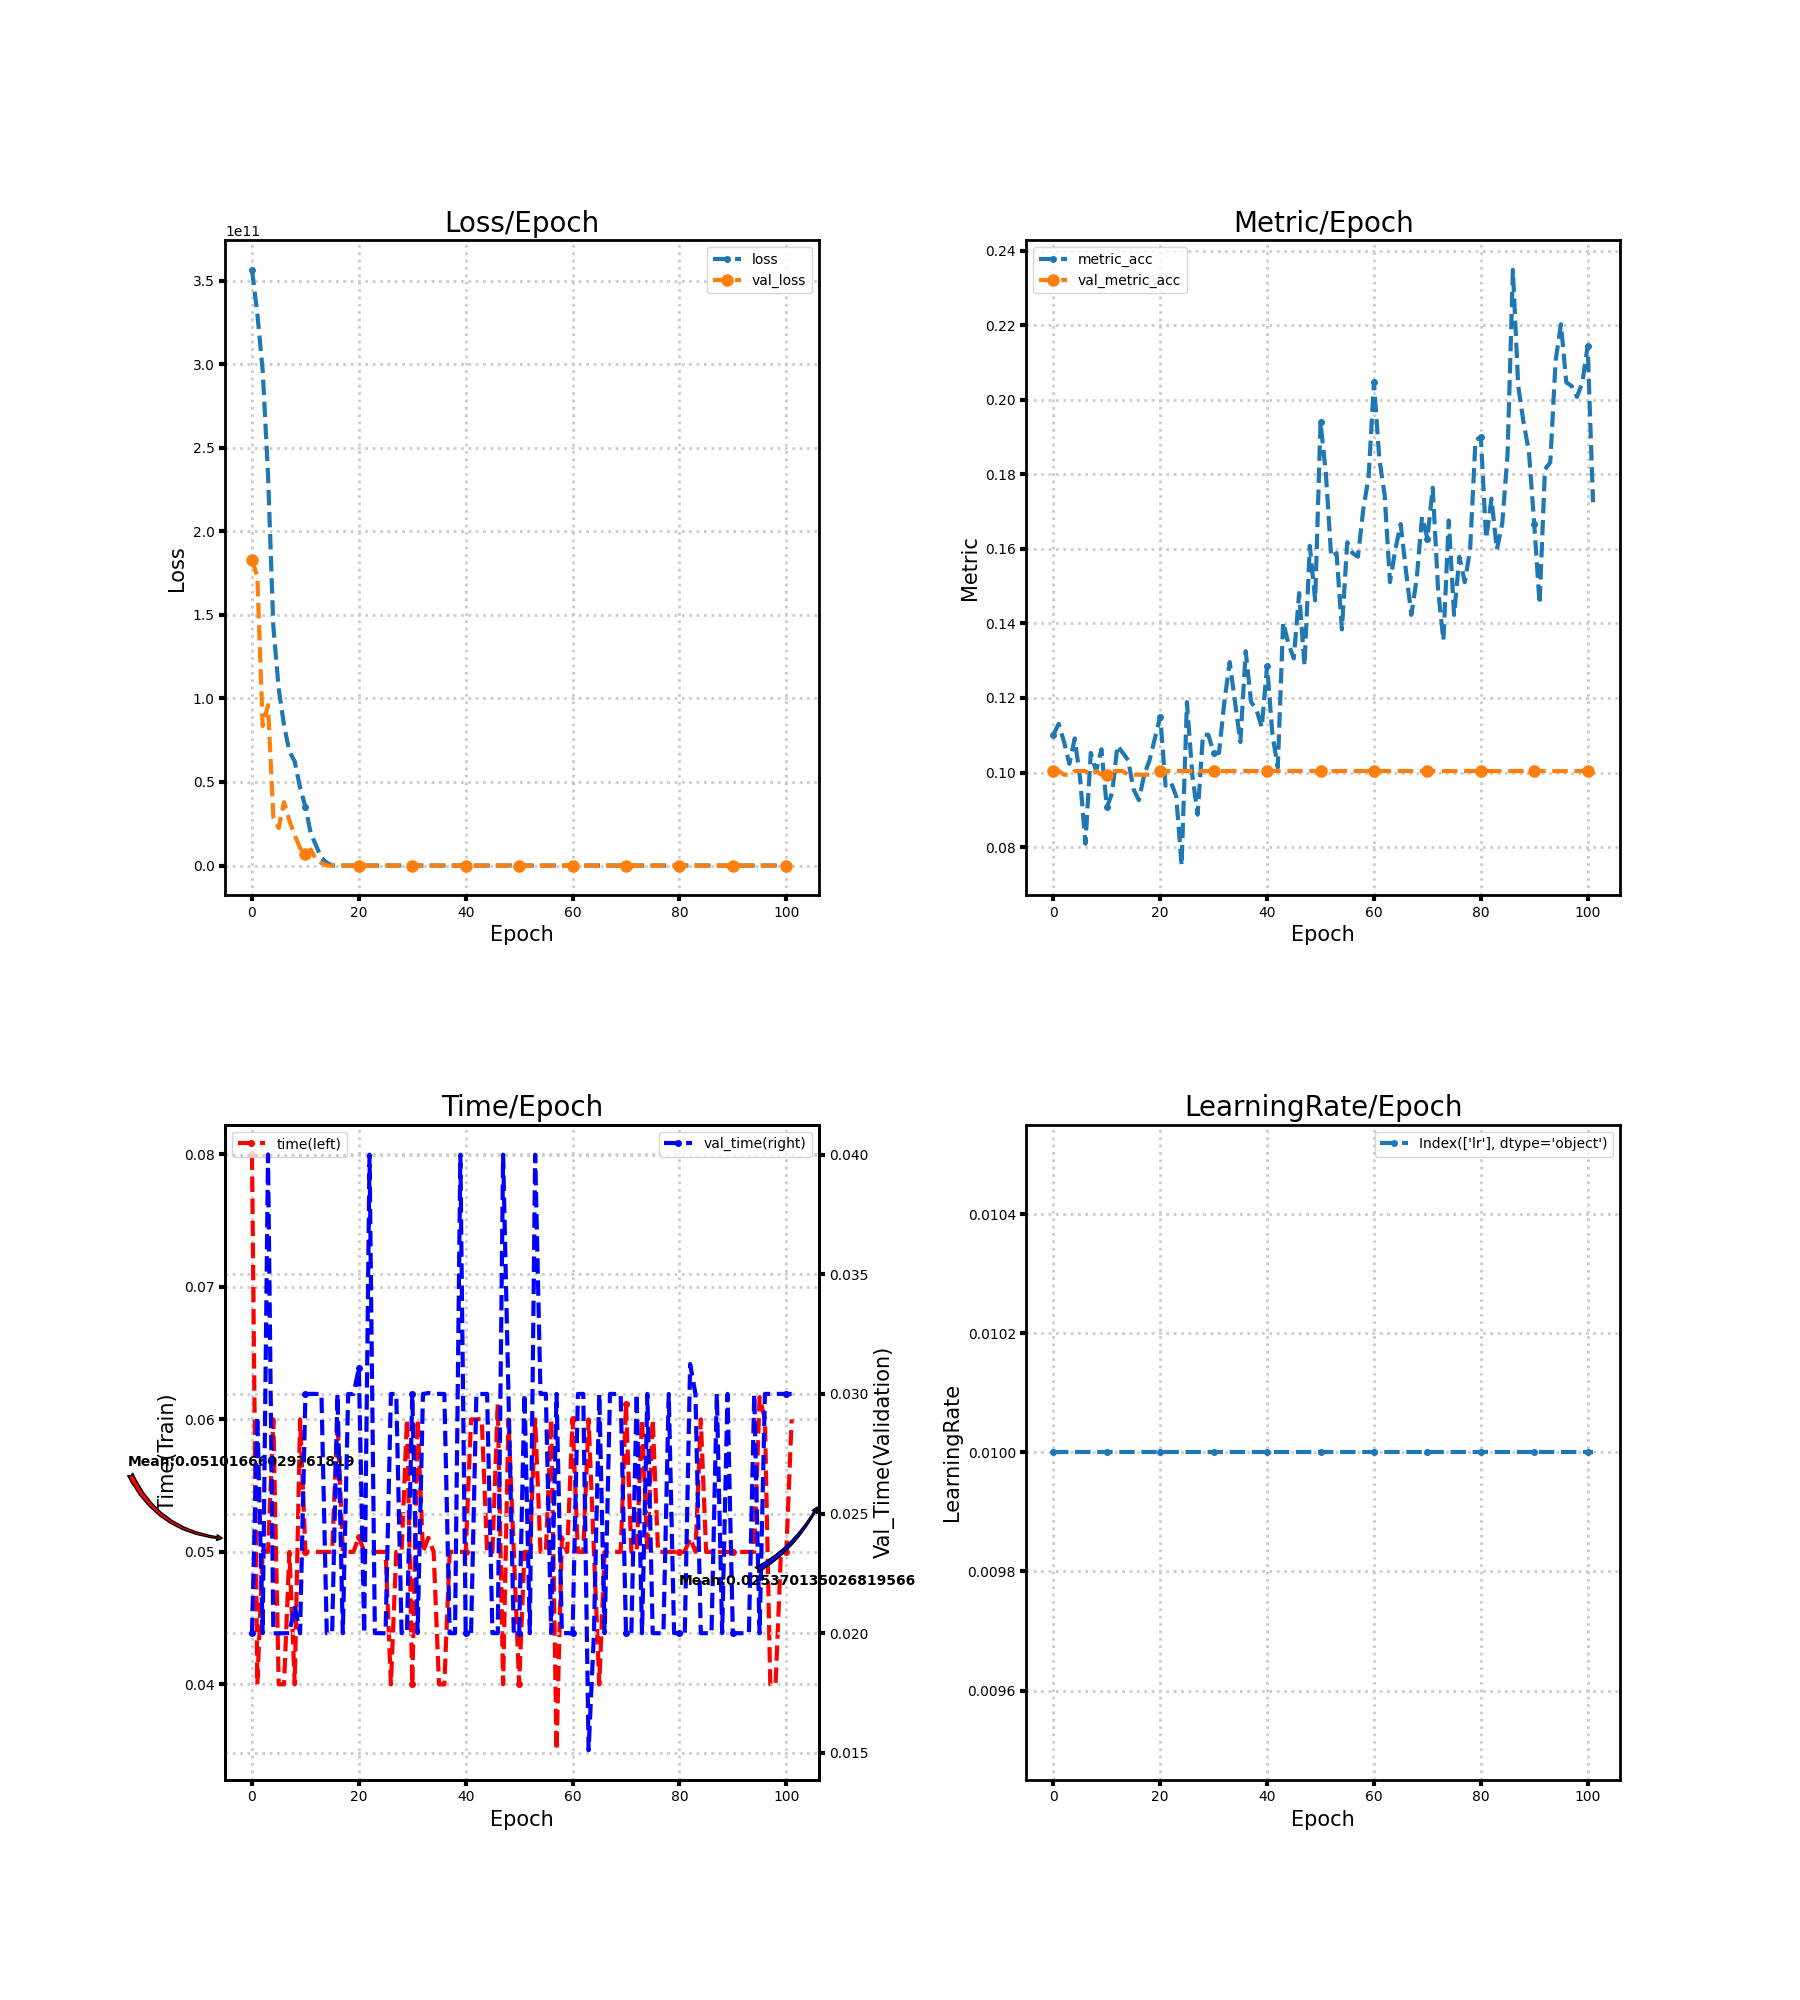 Loss/Epoch
1e11
loss
val_loss
3.5
3.0
2.5
2.0
1.5
1.0
0.5
0.0
Loss
0 20 40 60 80 100
Epoch
Metric/Epoch
metric_acc
val_metric_acc
0.24
0.22
0.20
0.18
0.16
0.14
0.12
0.10
0.08
Metric
0 20 40 60 80 100
Epoch
Time/Epoch
time(left)
val_time(right)
0.08
0.07
0.06
0.05
0.04
Time(Train)
0.040
0.035
0.030
0.025
0.020
0.015
Val_Time(Validation)
Mean:0.025370135026819566
0 20 40 60 80 100
Epoch
LearningRate/Epoch
Index(['lr'], dtype='object')
0.0104
0.0102
0.0100
0.0098
0.0096
LearningRate
0 20 40 60 80 100
Epoch